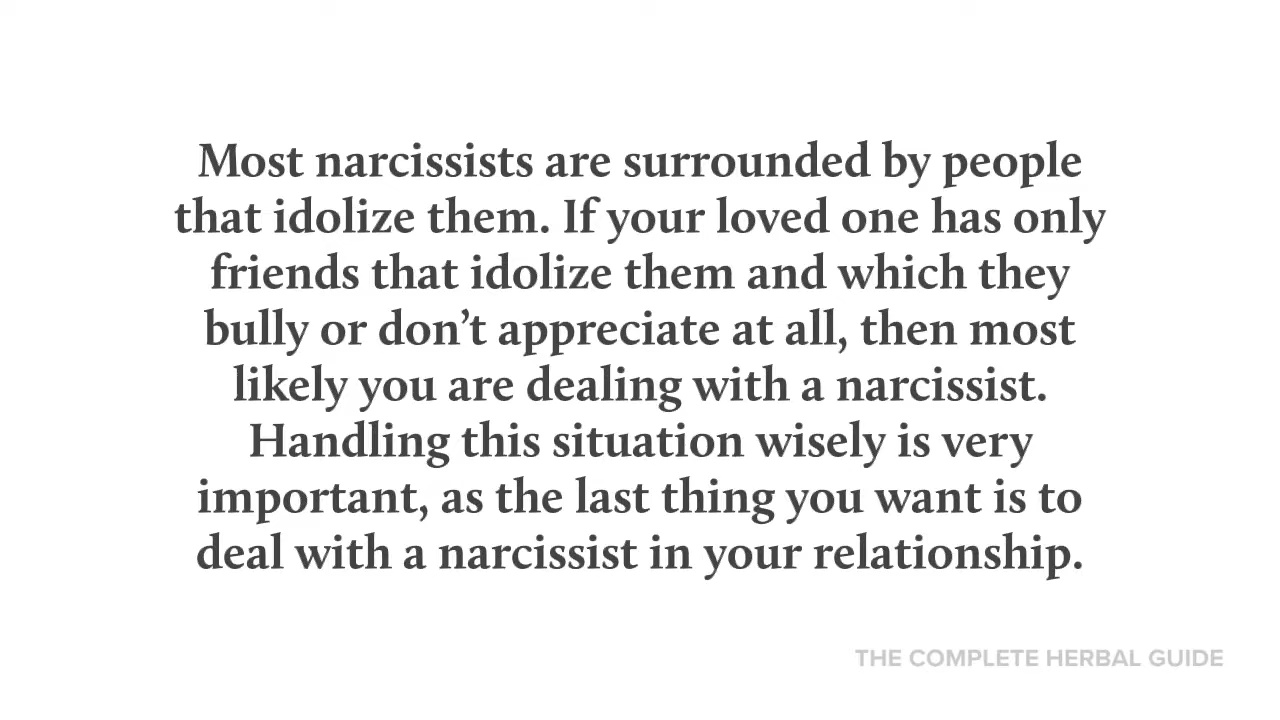 Most narcissists are surrounded by people
that idolize them. If your loved one has only
friends that idolize them and which they
bully or don’t appreciate at all, then most
likely you are dealing with a narcissist.
Handling this situation wisely is very
important, as the last thing you want is to
deal with a narcissist in your relationship.
THE COMPLETE HERBAL GUIDE